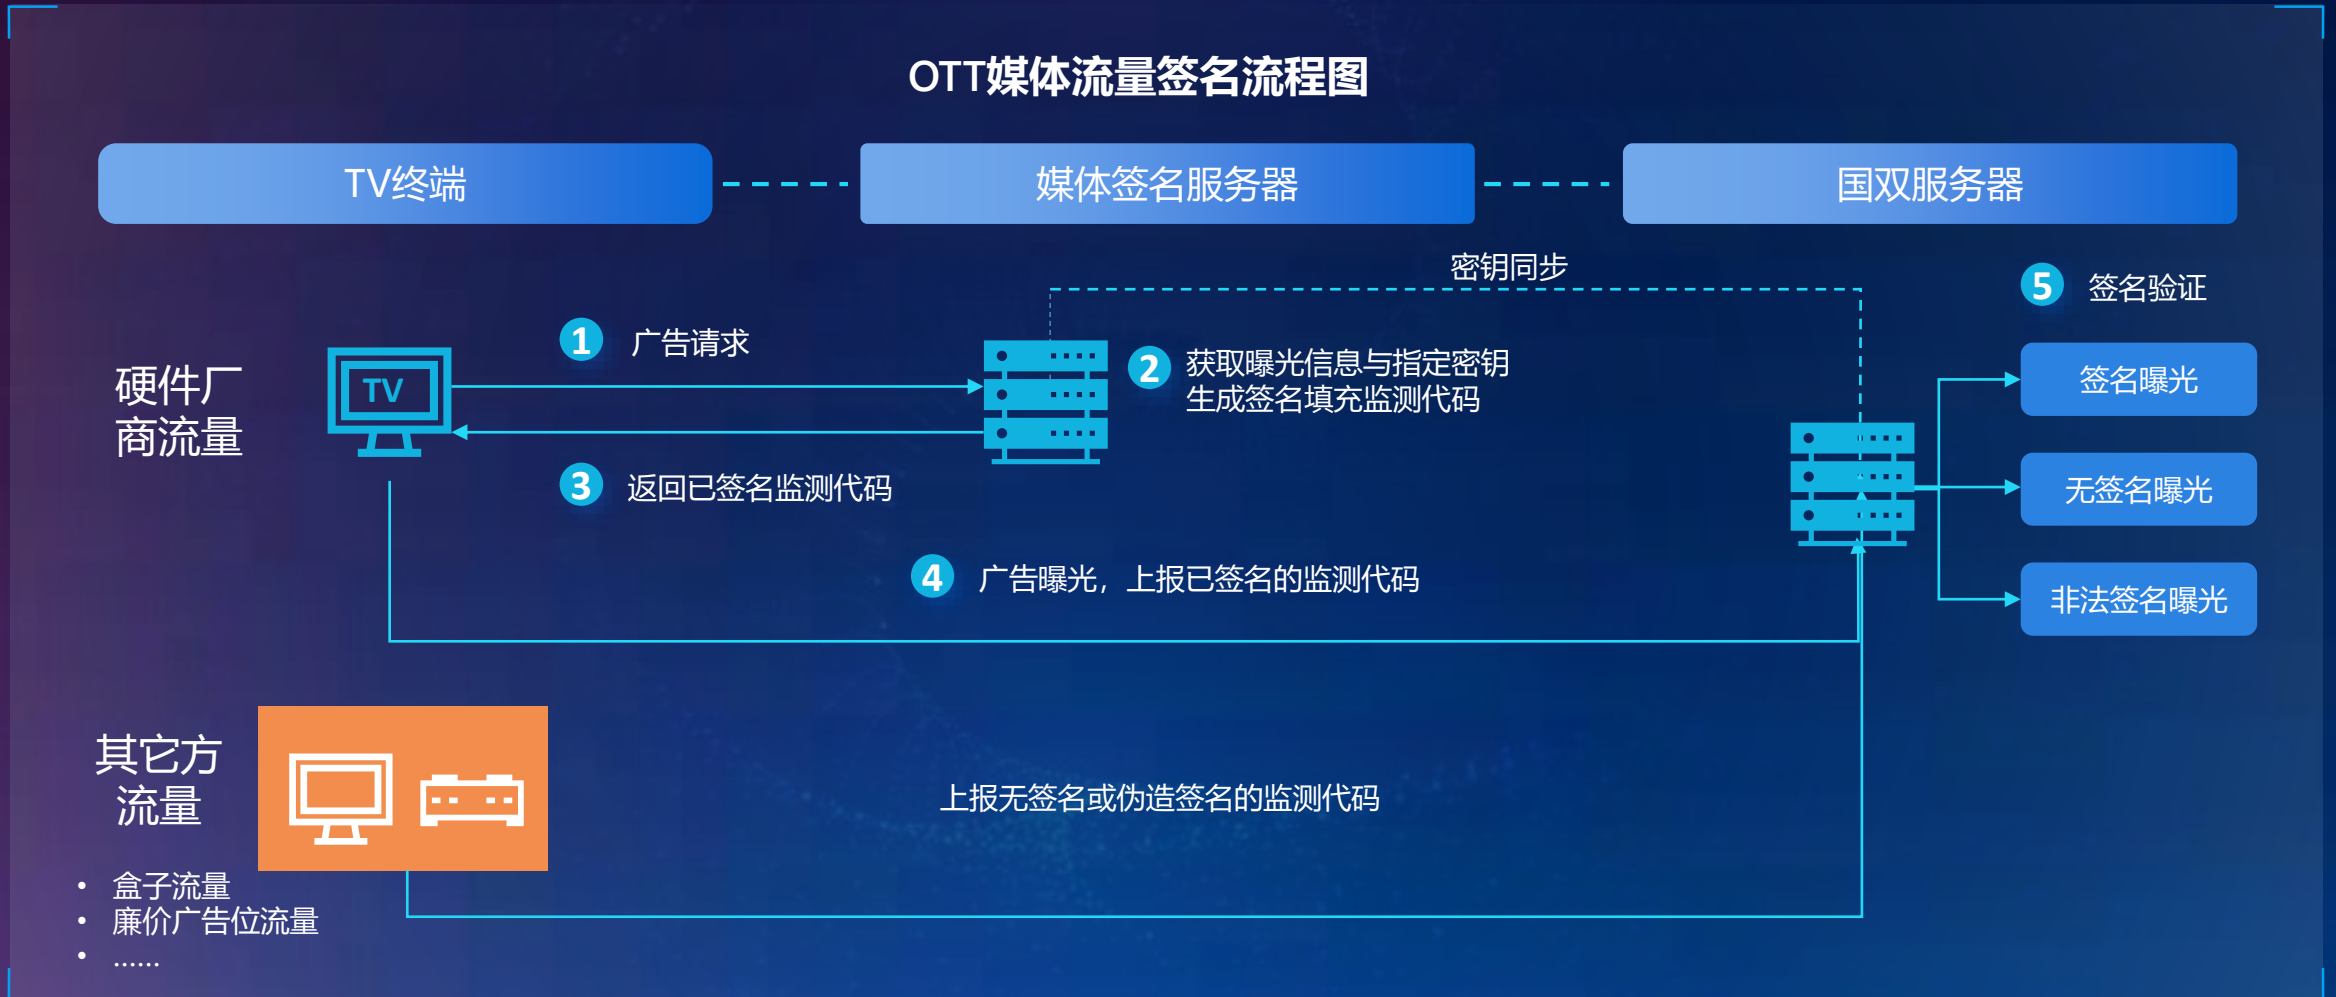 OTT媒体流量签名流程图
TV终端
媒体签名服务器
国双服务器
密钥同步
5 签名验证
1 广告请求
2 获取曝光信息与指定密钥
生成签名填充监测代码
硬件厂
商流量
TV
签名曝光
3 返回已签名监测代码
无签名曝光
4 广告曝光，上报已签名的监测代码
非法签名曝光
其它方
流量
上报无签名或伪造签名的监测代码
• 盒子流量
• 廉价广告位流量
• ……